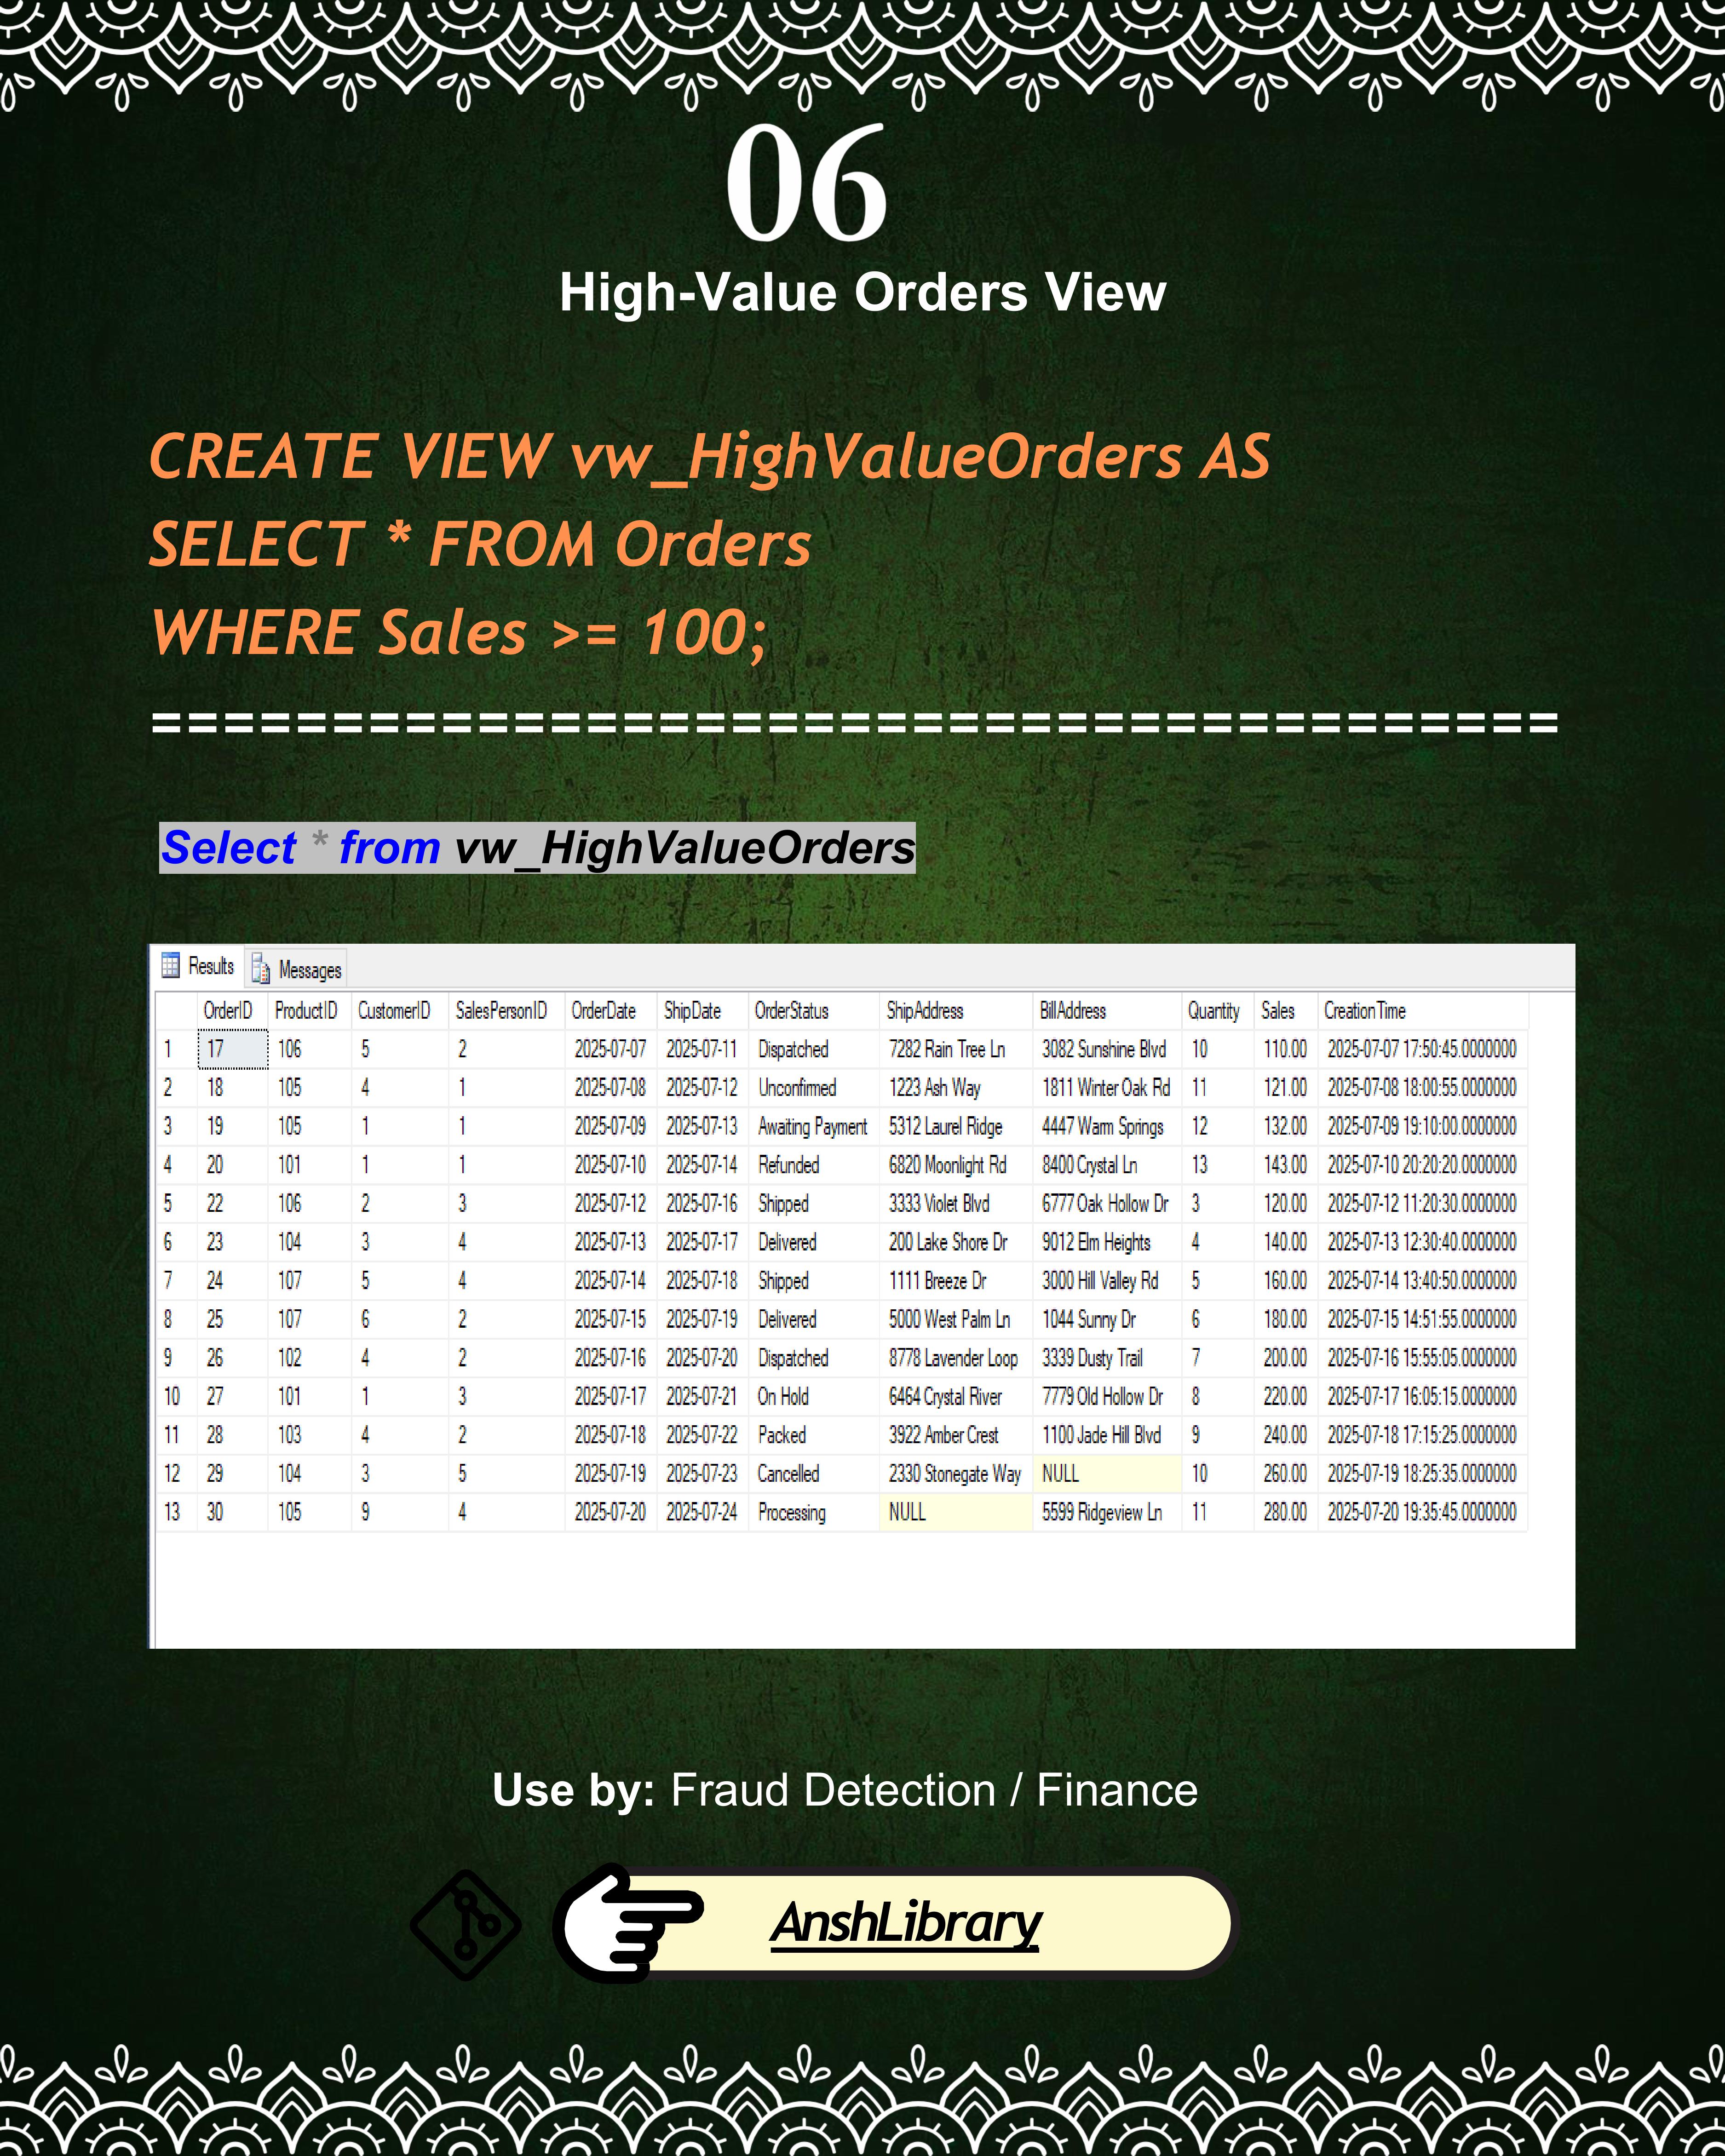 06
High-Value Orders View
CREATE VIEW vw_HighValueOrders AS
SELECT * FROM Orders
WHERE Sales >= 100;
=======================================
Select * from vw_HighValueOrders
Results Messages
OrderID ProductID CustomerID SalesPersonID OrderDate ShipDate OrderStatus ShipAddress BillAddress Quantity Sales CreationTime
1 17 106 5 2 2025-07-07 2025-07-11 Dispatched 7282 Rain Tree Ln 3082 Sunshine Blvd 10 110.00 2025-07-07 17:50:45.0000000
2 18 105 4 1 2025-07-08 2025-07-12 Unconfirmed 1223 Ash Way 1811 Winter Oak Rd 11 121.00 2025-07-08 18:00:55.0000000
3 19 105 1 1 2025-07-09 2025-07-13 Awaiting Payment 5312 Laurel Ridge 4447 Warm Springs 12 132.00 2025-07-09 19:10:00.0000000
4 20 101 1 1 2025-07-10 2025-07-14 Refunded 6820 Moonlight Rd 8400 Crystal Ln 13 143.00 2025-07-10 20:20:20.0000000
5 22 106 2 3 2025-07-12 2025-07-16 Shipped 3333 Violet Blvd 6777 Oak Hollow Dr 3 120.00 2025-07-12 11:20:30.0000000
6 23 104 3 4 2025-07-13 2025-07-17 Delivered 200 Lake Shore Dr 9012 Elm Heights 4 140.00 2025-07-13 12:30:40.0000000
7 24 107 5 4 2025-07-14 2025-07-18 Shipped 1111 Breeze Dr 3000 Hill Valley Rd 5 160.00 2025-07-14 13:40:50.0000000
8 25 107 6 2 2025-07-15 2025-07-19 Delivered 5000 West Palm Ln 1044 Sunny Dr 6 180.00 2025-07-15 14:51:55.0000000
9 26 102 4 2 2025-07-16 2025-07-20 Dispatched 8778 Lavender Loop 3339 Dusty Trail 7 200.00 2025-07-16 15:55:05.0000000
10 27 101 1 3 2025-07-17 2025-07-21 On Hold 6464 Crystal River 7779 Old Hollow Dr 8 220.00 2025-07-17 16:05:15.0000000
11 28 103 4 2 2025-07-18 2025-07-22 Packed 3922 Amber Crest 1100 Jade Hill Blvd 9 240.00 2025-07-18 17:15:25.0000000
12 29 104 3 5 2025-07-19 2025-07-23 Cancelled 2330 Stonegate Way NULL 10 260.00 2025-07-19 18:25:35.0000000
13 30 105 9 4 2025-07-20 2025-07-24 Processing NULL 5599 Ridgeview Ln 11 280.00 2025-07-20 19:35:45.0000000
Use by: Fraud Detection / Finance
AnshLibrary